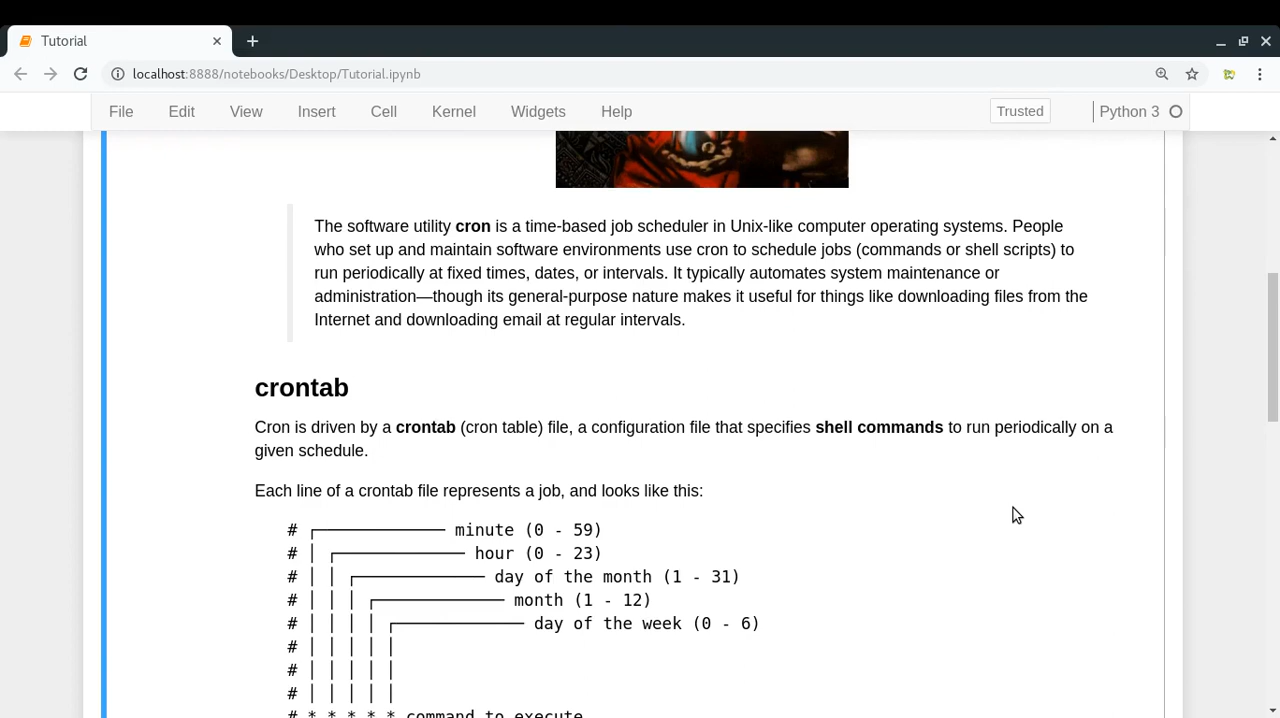 Tutorial
localhost:8888/notebooks/Desktop/Tutorial.ipynb
File Edit View Insert Cell Kernel Widgets Help Trusted Python 3
The software utility cron is a time-based job scheduler in Unix-like computer operating systems. People
who set up and maintain software environments use cron to schedule jobs (commands or shell scripts) to
run periodically at fixed times, dates, or intervals. It typically automates system maintenance or
administration—though its general-purpose nature makes it useful for things like downloading files from the
Internet and downloading email at regular intervals.
crontab
Cron is driven by a crontab (cron table) file, a configuration file that specifies shell commands to run periodically on a
given schedule.
Each line of a crontab file represents a job, and looks like this:
# ┌───────────── minute (0 - 59)
# │ ┌───────────── hour (0 - 23)
# │ │ ┌───────────── day of the month (1 - 31)
# │ │ │ ┌───────────── month (1 - 12)
# │ │ │ │ ┌───────────── day of the week (0 - 6)
# │ │ │ │ │
# │ │ │ │ │
# │ │ │ │ │
# * * * * * command to execute